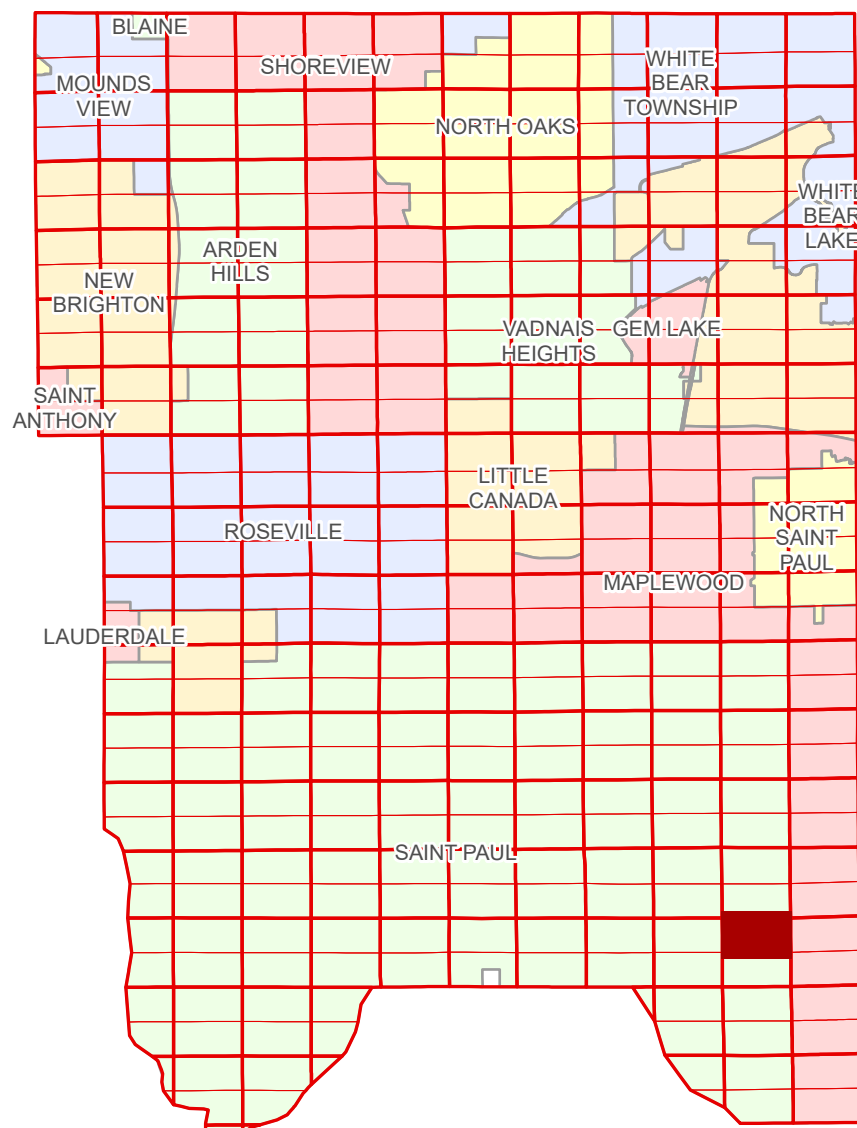 BLAINE
SHOREVIEW
MOUNDS
VIEW
WHITE
BEAR
TOWNSHIP
NORTH OAKS
WHITE
BEAR
LAKE
ARDEN
HILLS
NEW
BRIGHTON
VADNAIS
HEIGHTS
GEM LAKE
SAINT
ANTHONY
LITTLE
CANADA
ROSEVILLE
NORTH
SAINT
PAUL
MAPLEWOOD
LAUDERDALE
SAINT PAUL